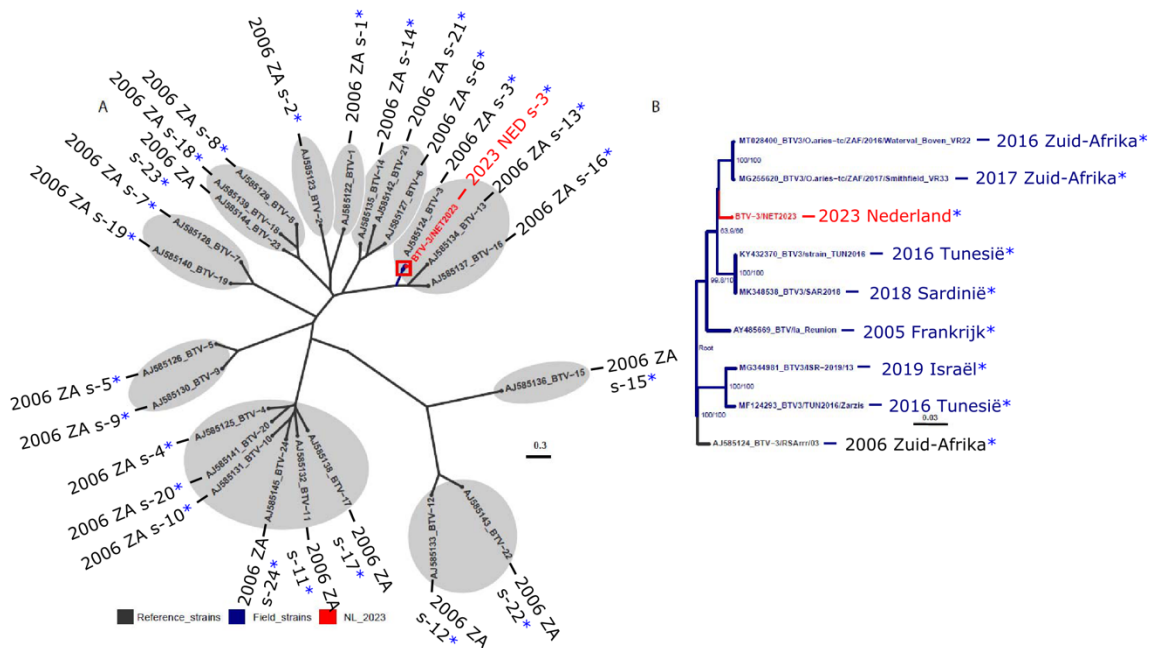 A
2006 ZA s-19*
2006 ZA s-7*
2006 ZA
s-23*
2006 ZA s-18*
2006 ZA s-8*
2006 ZA s-2*
2006 ZA s-1*
2006 ZA s-14*
2006 ZA s-21*
2006 ZA s-6*
2006 ZA s-3*
2023 NED s-3*
2006 ZA s-13*
2006 ZA s-16*
AJ585140_BTV-19
AJ585128_BTV-7
AJ585144_BTV-23
AJ585139_BTV-18
AJ585129_BTV-8
AJ585123_BTV-2
AJ585122_BTV-1
AJ585135_BTV-14
AJ585142_BTV-21
AJ585127_BTV-6
AJ585124_BTV-3
BTV-3/NET2023
AJ585134_BTV-13
AJ585137_BTV-16
AJ585126_BTV-5
2006 ZA s-5*
AJ585130_BTV-9
2006 ZA s-9*
AJ585136_BTV-15
2006 ZA
s-15*
AJ585125_BTV-4
2006 ZA s-4*
AJ585141_BTV-20
2006 ZA s-20*
AJ585131_BTV-10
2006 ZA s-10*
AJ585145_BTV-24
2006 ZA
s-24*
AJ585132_BTV-11
2006 ZA
s-11*
AJ585138_BTV-17
2006 ZA
s-17*
AJ585133_BTV-12
2006 ZA
s-12*
AJ585143_BTV-22
2006 ZA
s-22*
0.3
Reference_strains Field_strains NL_2023
B
MT028400_BTV3/O.aries-tc/ZAF/2016/Waterval_Boven_VR22 2016 Zuid-Afrika*
100/100
MG255620_BTV3/O.aries-tc/ZAF/2017/Smithfield_VR33 2017 Zuid-Afrika*
BTV-3/NET2023 2023 Nederland*
63.9/66
KY432370_BTV3/strain_TUN2016 2016 Tunesië*
100/100
99.6/10
MK348538_BTV3/SAR2018 2018 Sardinië*
AY485669_BTV/la_Reunion 2005 Frankrijk*
Root
MG344981_BTV3/ISR-2019/13 2019 Israël*
100/100
MF124293_BTV3/TUN2016/Zarzis 2016 Tunesië*
100/100
0.03
2006 Zuid-Afrika*